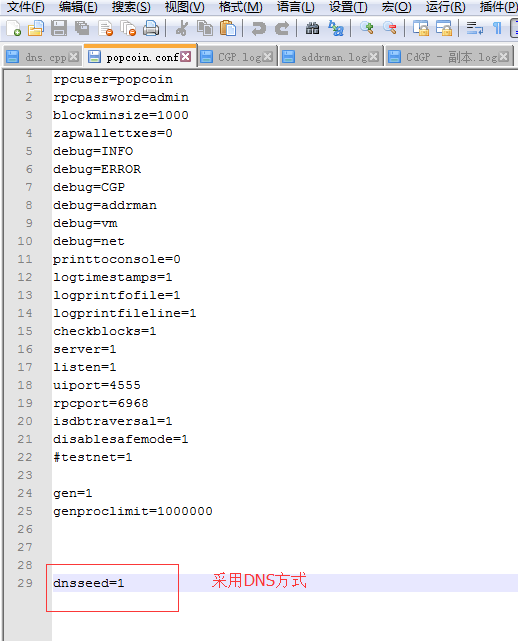 文件(F) 编辑(E) 搜索(S) 视图(V) 格式(M) 语言(L) 设置(T) 宏(O) 运行(R) 插件(P)
dns.cpp popcoin.conf CGP.log addrman.log CdGP - 副本.log
1 rpcuser=popcoin
2 rpcpassword=admin
3 blockminsize=1000
4 zapwallettxes=0
5 debug=INFO
6 debug=ERROR
7 debug=CGP
8 debug=addrman
9 debug=vm
10 debug=net
11 printtoconsole=0
12 logtimestamps=1
13 logprintfofile=1
14 logprintfileline=1
15 checkblocks=1
16 server=1
17 listen=1
18 uiport=4555
19 rpcport=6968
20 isdbtraversal=1
21 disablesafemode=1
22 #testnet=1
23
24 gen=1
25 genproclimit=1000000
26
27
28
29 dnsseed=1 采用DNS方式